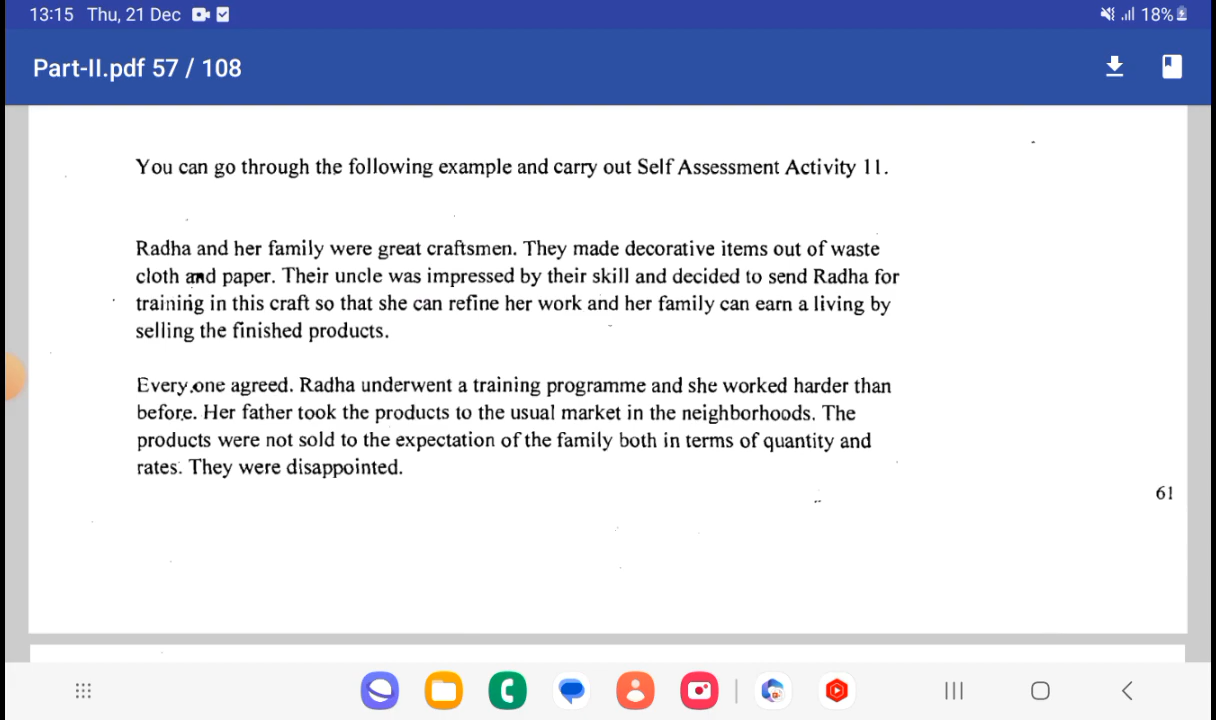 13:15 Thu, 21 Dec
18%
Part-II.pdf 57 / 108
You can go through the following example and carry out Self Assessment Activity 11.
Radha and her family were great craftsmen. They made decorative items out of waste
cloth and paper. Their uncle was impressed by their skill and decided to send Radha for
training in this craft so that she can refine her work and her family can earn a living by
selling the finished products.
Every.one agreed. Radha underwent a training programme and she worked harder than
before. Her father took the products to the usual market in the neighborhoods. The
products were not sold to the expectation of the family both in terms of quantity and
rates. They were disappointed.
61